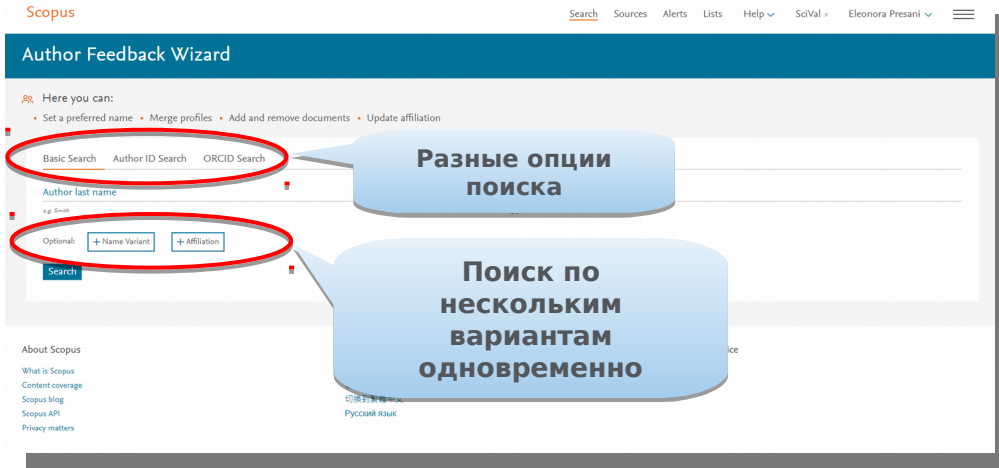 Scopus
Search Sources Alerts Lists Help SciVal Eleonora Presani
Author Feedback Wizard
Here you can:
• Set a preferred name • Merge profiles • Add and remove documents • Update affiliation
Basic Search Author ID Search ORCID Search
Разные опции
поиска
Author last name
e.g. Smith
Optional: + Name Variant + Affiliation
Search
Поиск по
нескольким
вариантам
одновременно
About Scopus
What is Scopus
Content coverage
Scopus blog
Scopus API
Privacy matters
Русский язык